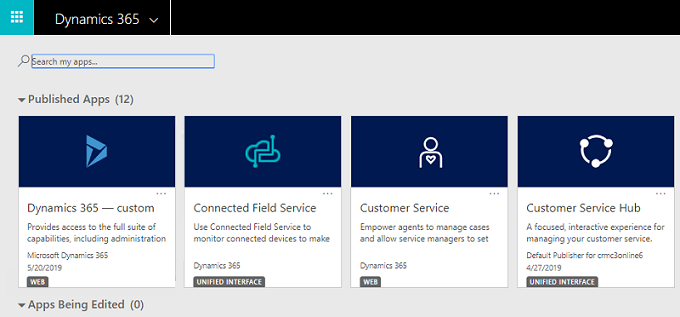 Dynamics 365
Search my apps...
Published Apps (12)
...
Dynamics 365 — custom
Provides access to the full suite of
capabilities, including administration
Microsoft Dynamics 365
5/20/2019
WEB
...
Connected Field Service
Use Connected Field Service to
monitor connected devices to make
Dynamics 365
UNIFIED INTERFACE
...
Customer Service
Empower agents to manage cases
and allow service managers to set
Dynamics 365
WEB
...
Customer Service Hub
A focused, interactive experience for
managing your customer service.
Default Publisher for crmc3online6
4/27/2019
UNIFIED INTERFACE
Apps Being Edited (0)